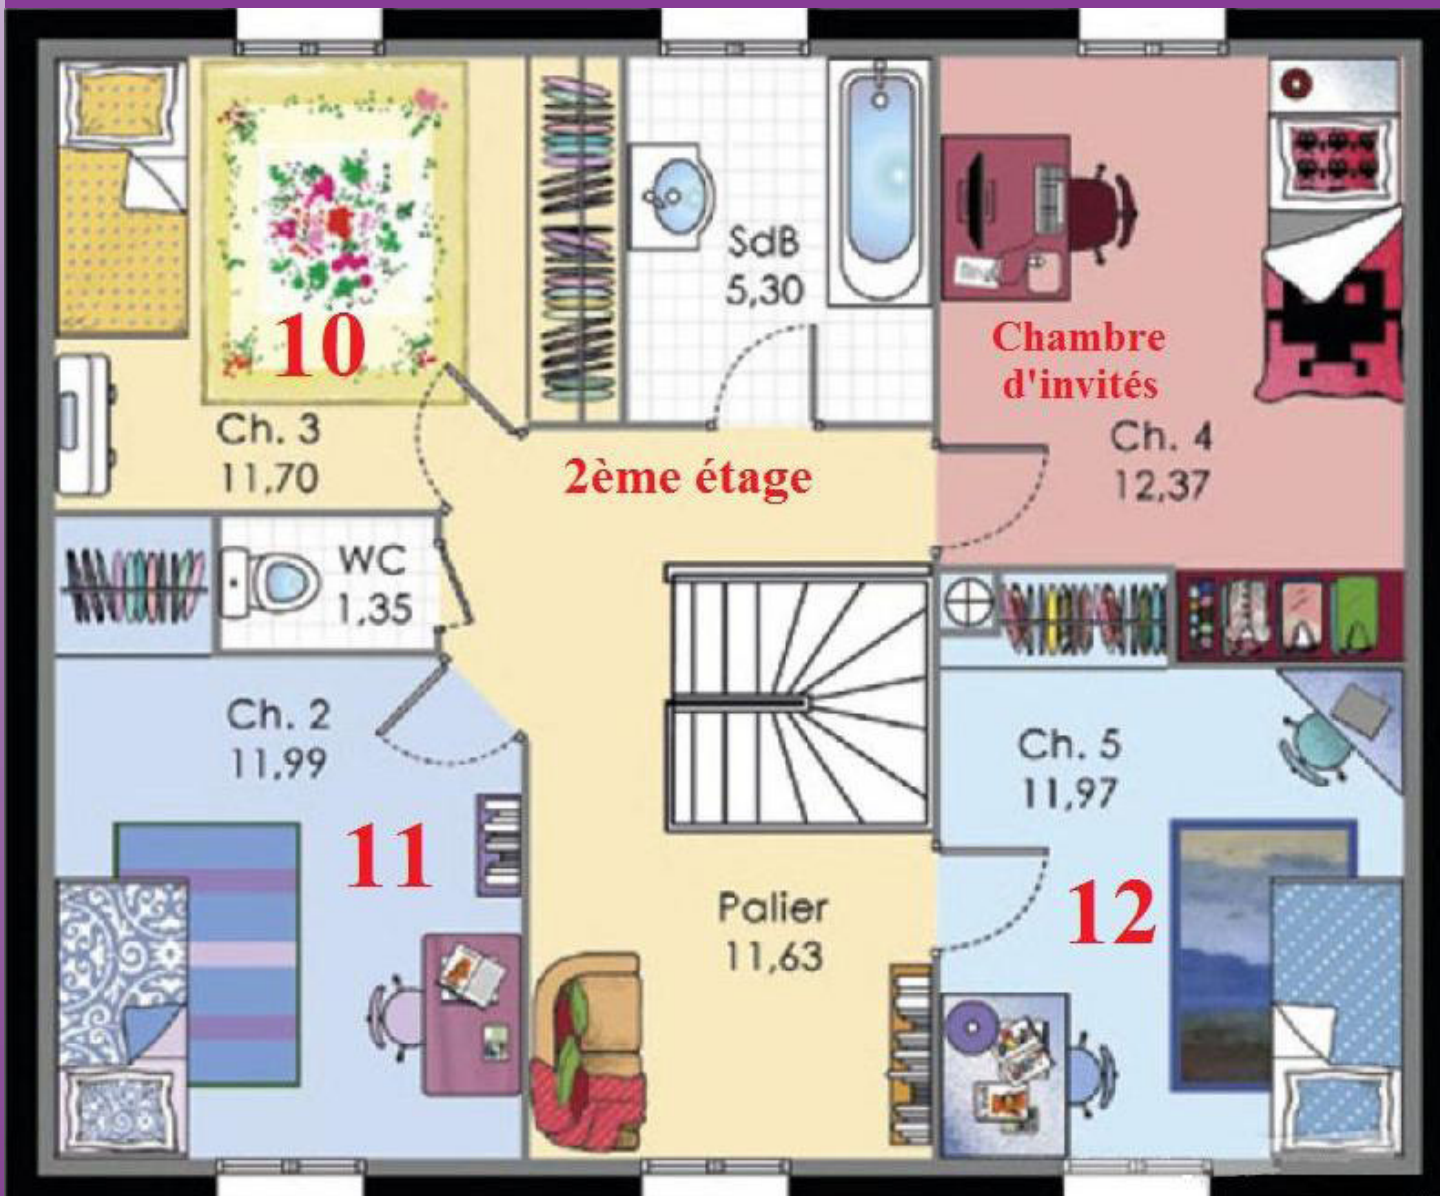 SdB
5,30
10
Chambre
d'invités
Ch. 3
11,70
2ème étage
Ch. 4
12,37
WC
1,35
Ch. 2
11,99
Ch. 5
11,97
11
12
Palier
11,63